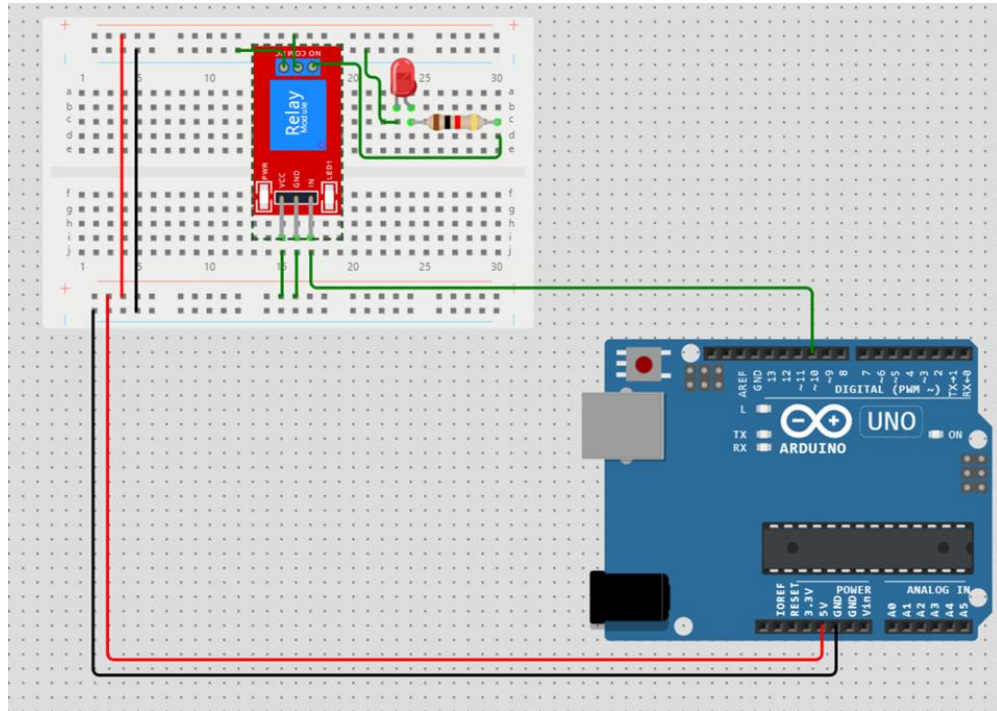 + +
NO COM NC
1 5 10 15 20 25 30
a a
b b
c c
d d
e e
Relay
Module
PWR VCC GND IN LED1
f f
g g
h h
i i
j j
1 5 10 15 20 25 30
+ +
AREF GND 13 12 ~11 ~10 ~9 8 7 ~6 ~5 4 ~3 2 TX→1 RX←0
DIGITAL (PWM ~)
L
TX
RX
UNO
ON
ARDUINO
POWER ANALOG IN
IOREF RESET 3.3V 5V GND GND Vin A0 A1 A2 A3 A4 A5